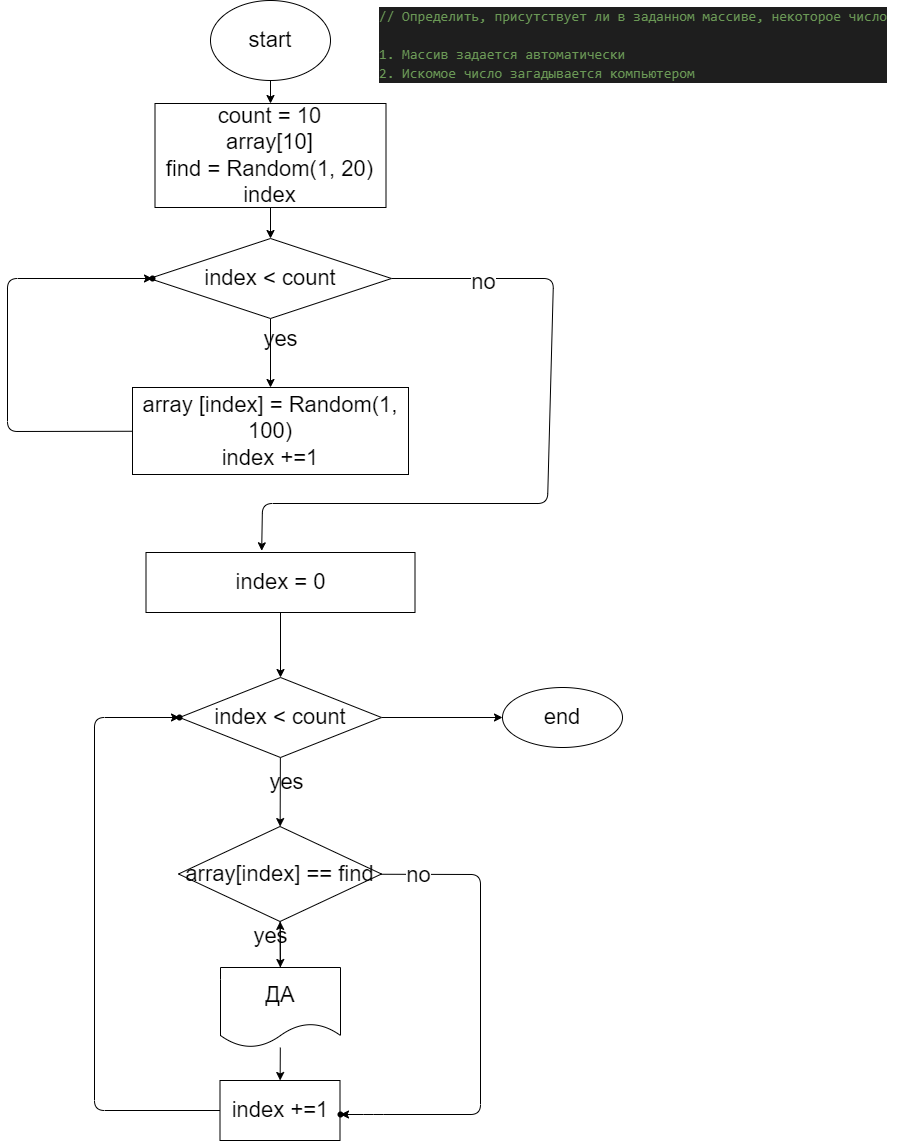 start
// Определить, присутствует ли в заданном массиве, некоторое число
1. Массив задается автоматически
2. Искомое число загадывается компьютером
count = 10
array[10]
find = Random(1, 20)
index
index < count
no
yes
array [index] = Random(1,
100)
index +=1
index = 0
index < count
end
yes
array[index] == find
no
yes
ДА
index +=1